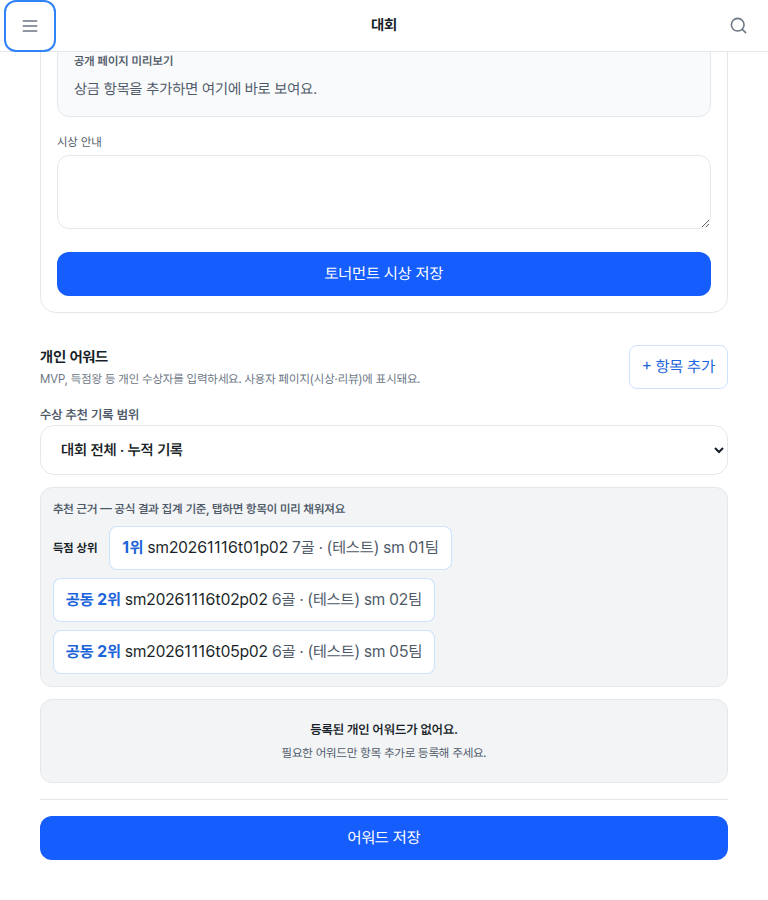 대회
공개 페이지 미리보기
상금 항목을 추가하면 여기에 바로 보여요.
시상 안내
토너먼트 시상 저장
개인 어워드
MVP, 득점왕 등 개인 수상자를 입력하세요. 사용자 페이지(시상·리뷰)에 표시돼요.
+ 항목 추가
수상 추천 기록 범위
대회 전체 · 누적 기록
추천 근거 — 공식 결과 집계 기준, 탭하면 항목이 미리 채워져요
득점 상위 1위 sm20261116t01p02 7골 · (테스트) sm 01팀
공동 2위 sm20261116t02p02 6골 · (테스트) sm 02팀
공동 2위 sm20261116t05p02 6골 · (테스트) sm 05팀
등록된 개인 어워드가 없어요.
필요한 어워드만 항목 추가로 등록해 주세요.
어워드 저장